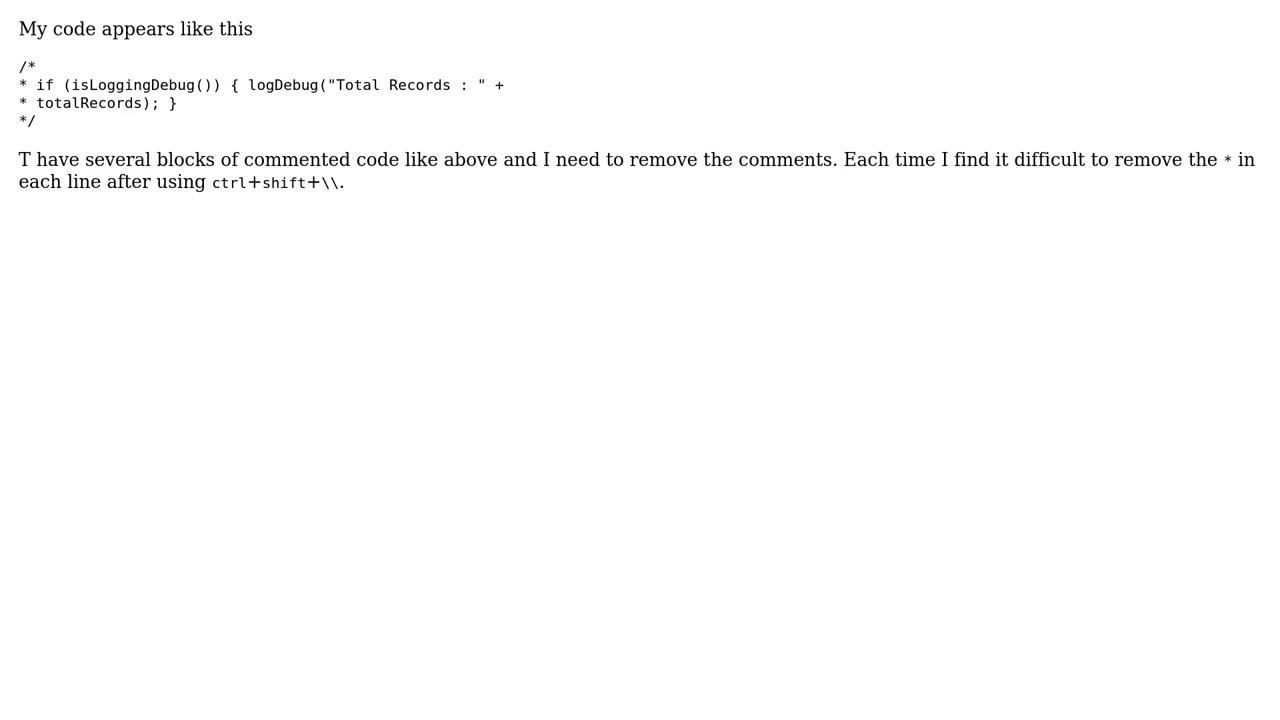 My code appears like this
/*
* if (isLoggingDebug()) { logDebug("Total Records : " +
* totalRecords); }
*/
T have several blocks of commented code like above and I need to remove the comments. Each time I find it difficult to remove the * in
each line after using ctrl+shift+\\.